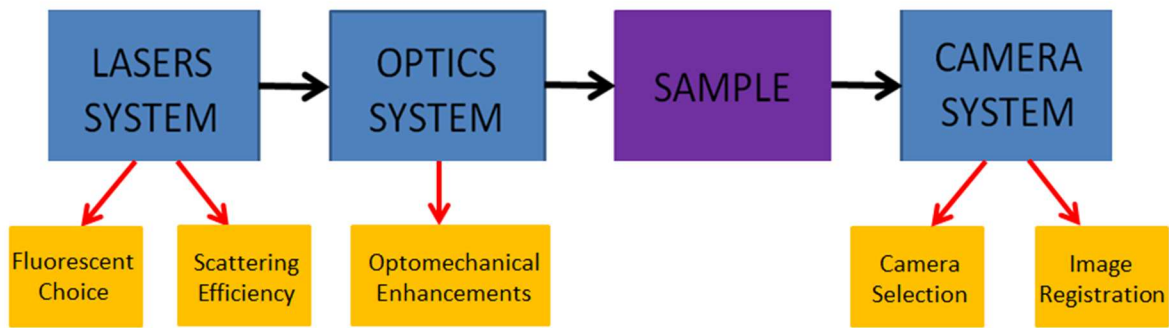 LASERS
SYSTEM
OPTICS
SYSTEM
SAMPLE
CAMERA
SYSTEM
Fluorescent
Choice
Scattering
Efficiency
Optomechanical
Enhancements
Camera
Selection
Image
Registration